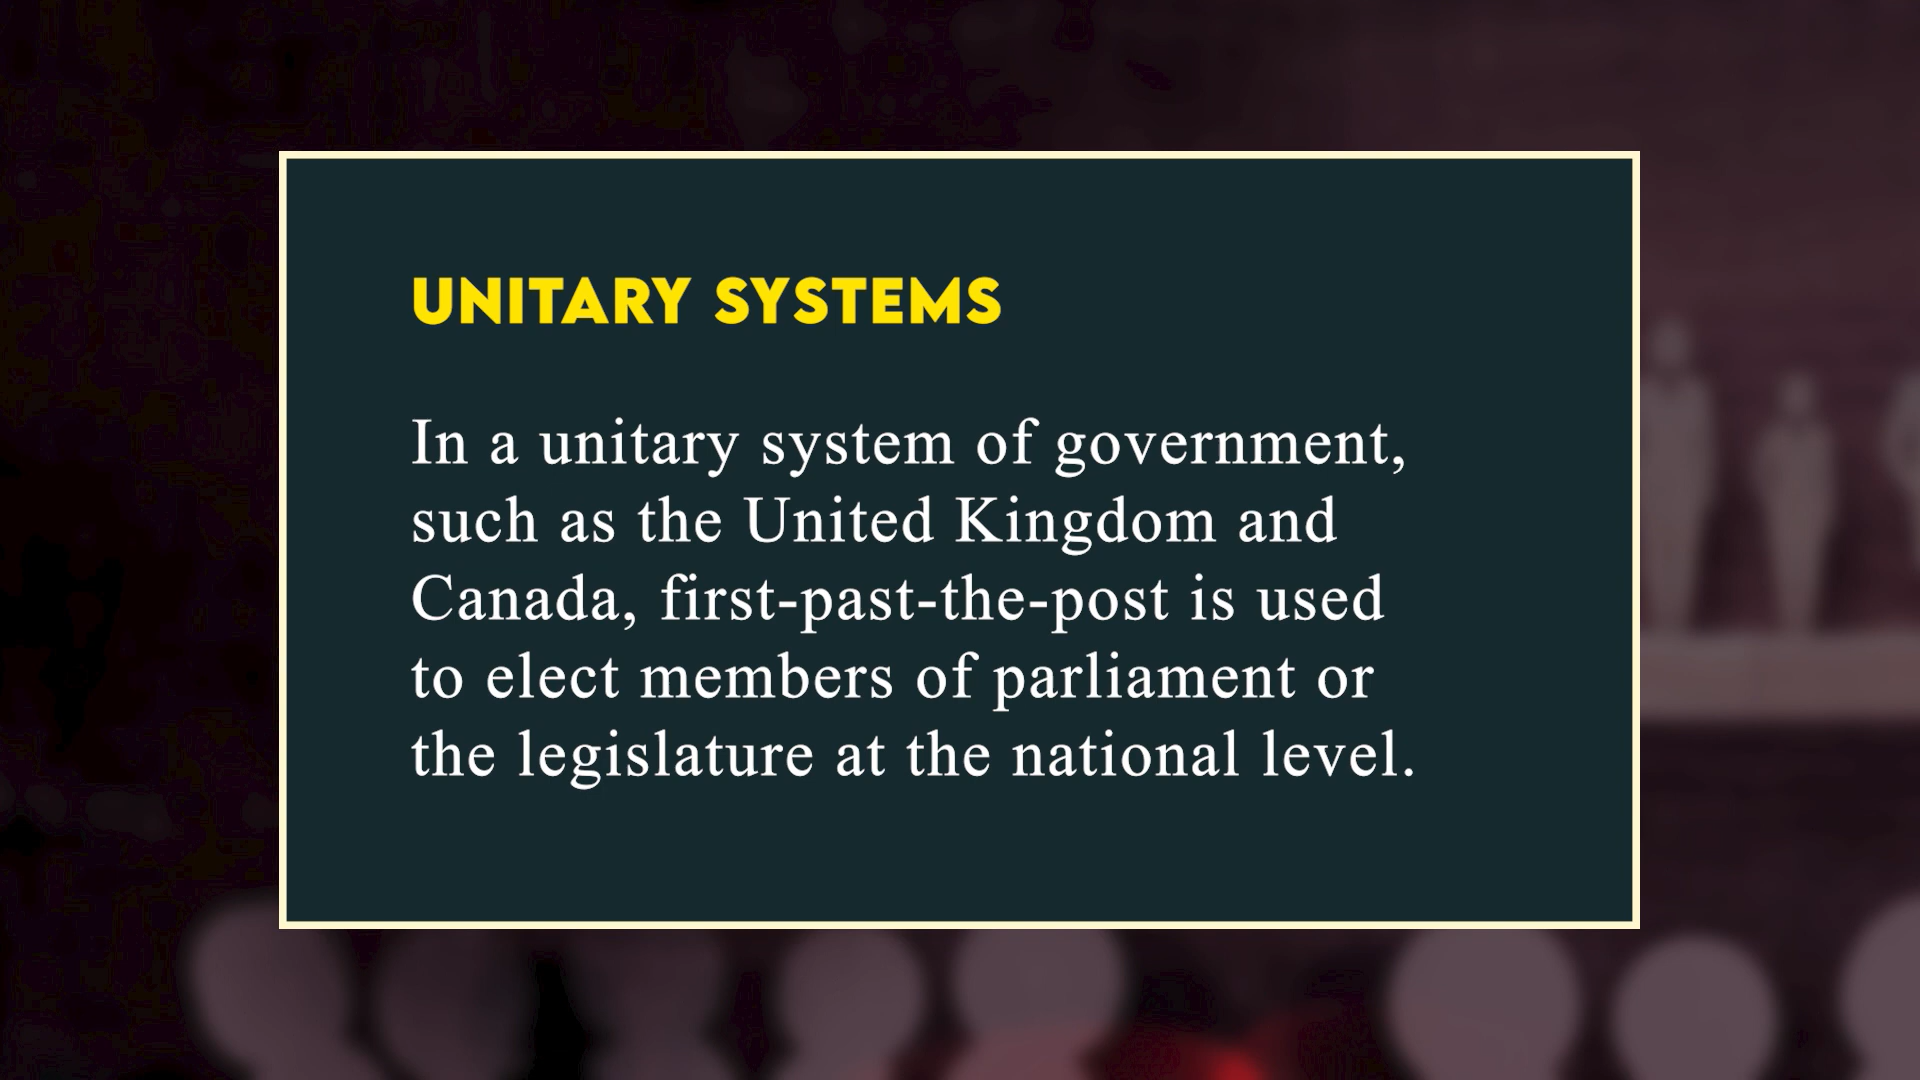 UNITARY SYSTEMS
In a unitary system of government,
such as the United Kingdom and
Canada, first-past-the-post is used
to elect members of parliament or
the legislature at the national level.